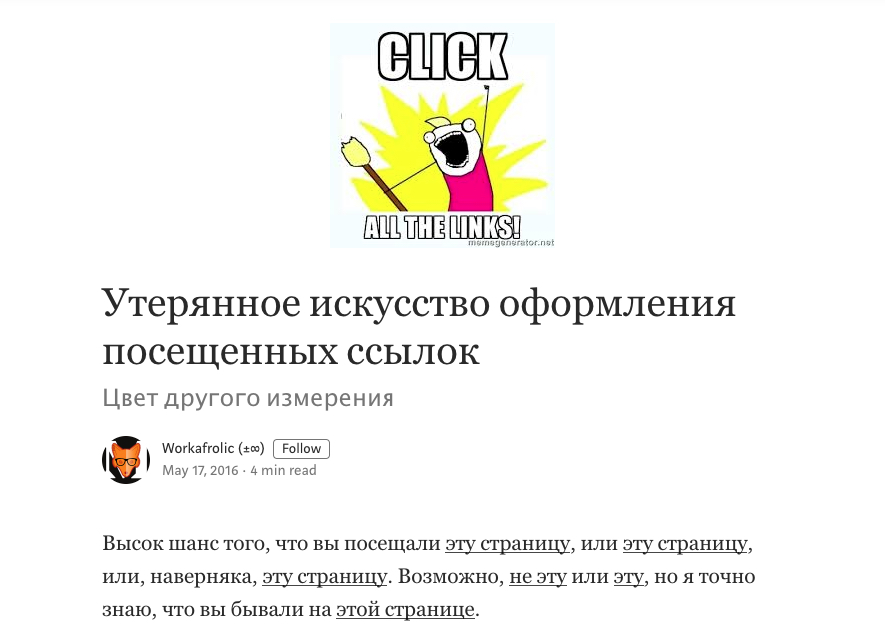 CLICK
ALL THE LINKS!
memegenerator.net
Утерянное искусство оформления
посещенных ссылок
Цвет другого измерения
Workafrolic (±∞) Follow
May 17, 2016 · 4 min read
Высок шанс того, что вы посещали эту страницу, или эту страницу,
или, наверняка, эту страницу. Возможно, не эту или эту, но я точно
знаю, что вы бывали на этой странице.